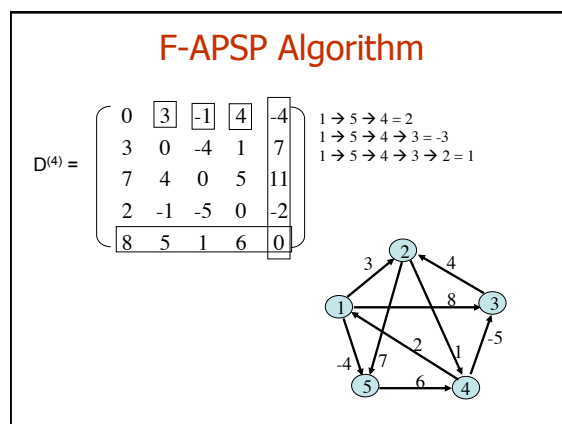 F-APSP Algorithm
D(4) =
0 3 -1 4 -4
3 0 -4 1 7
7 4 0 5 11
2 -1 -5 0 -2
8 5 1 6 0
1 → 5 → 4 = 2
1 → 5 → 4 → 3 = -3
1 → 5 → 4 → 3 → 2 = 1
2
3 4
1 8 3
2 1 -5
-4 7
5 6 4